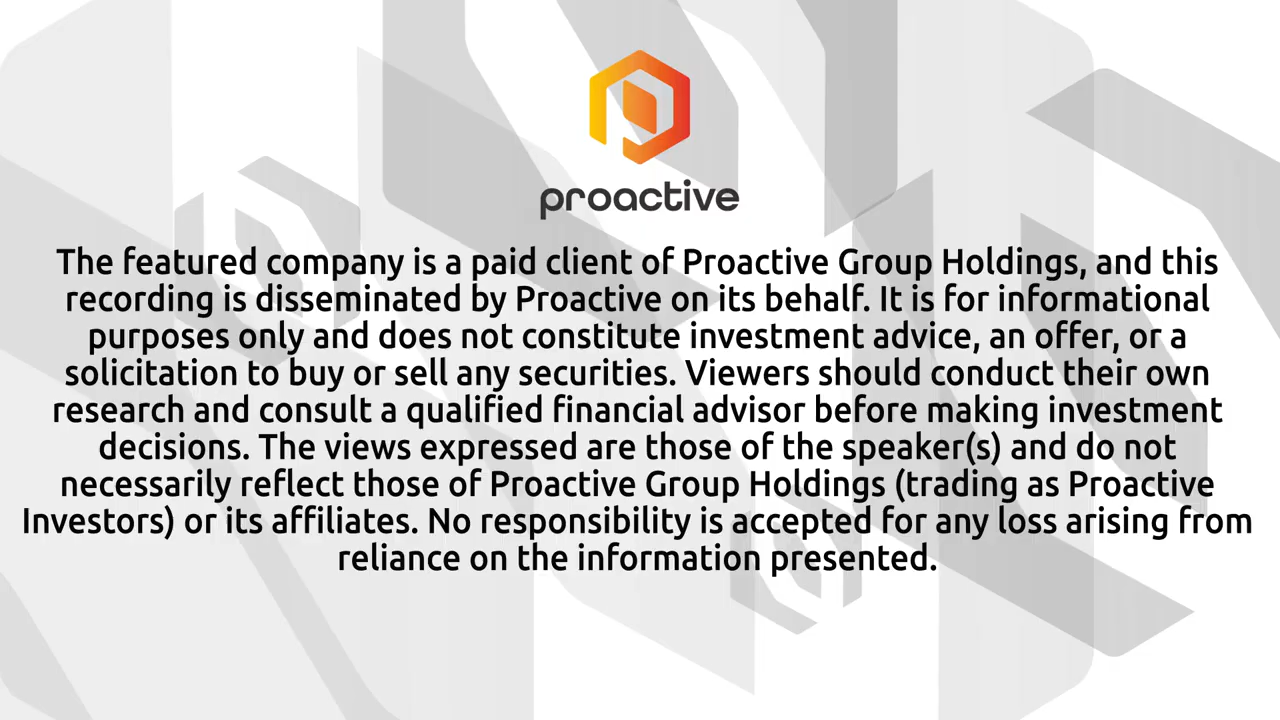 proactive
The featured company is a paid client of Proactive Group Holdings, and this
recording is disseminated by Proactive on its behalf. It is for informational
purposes only and does not constitute investment advice, an offer, or a
solicitation to buy or sell any securities. Viewers should conduct their own
research and consult a qualified financial advisor before making investment
decisions. The views expressed are those of the speaker(s) and do not
necessarily reflect those of Proactive Group Holdings (trading as Proactive
Investors) or its affiliates. No responsibility is accepted for any loss arising from
reliance on the information presented.